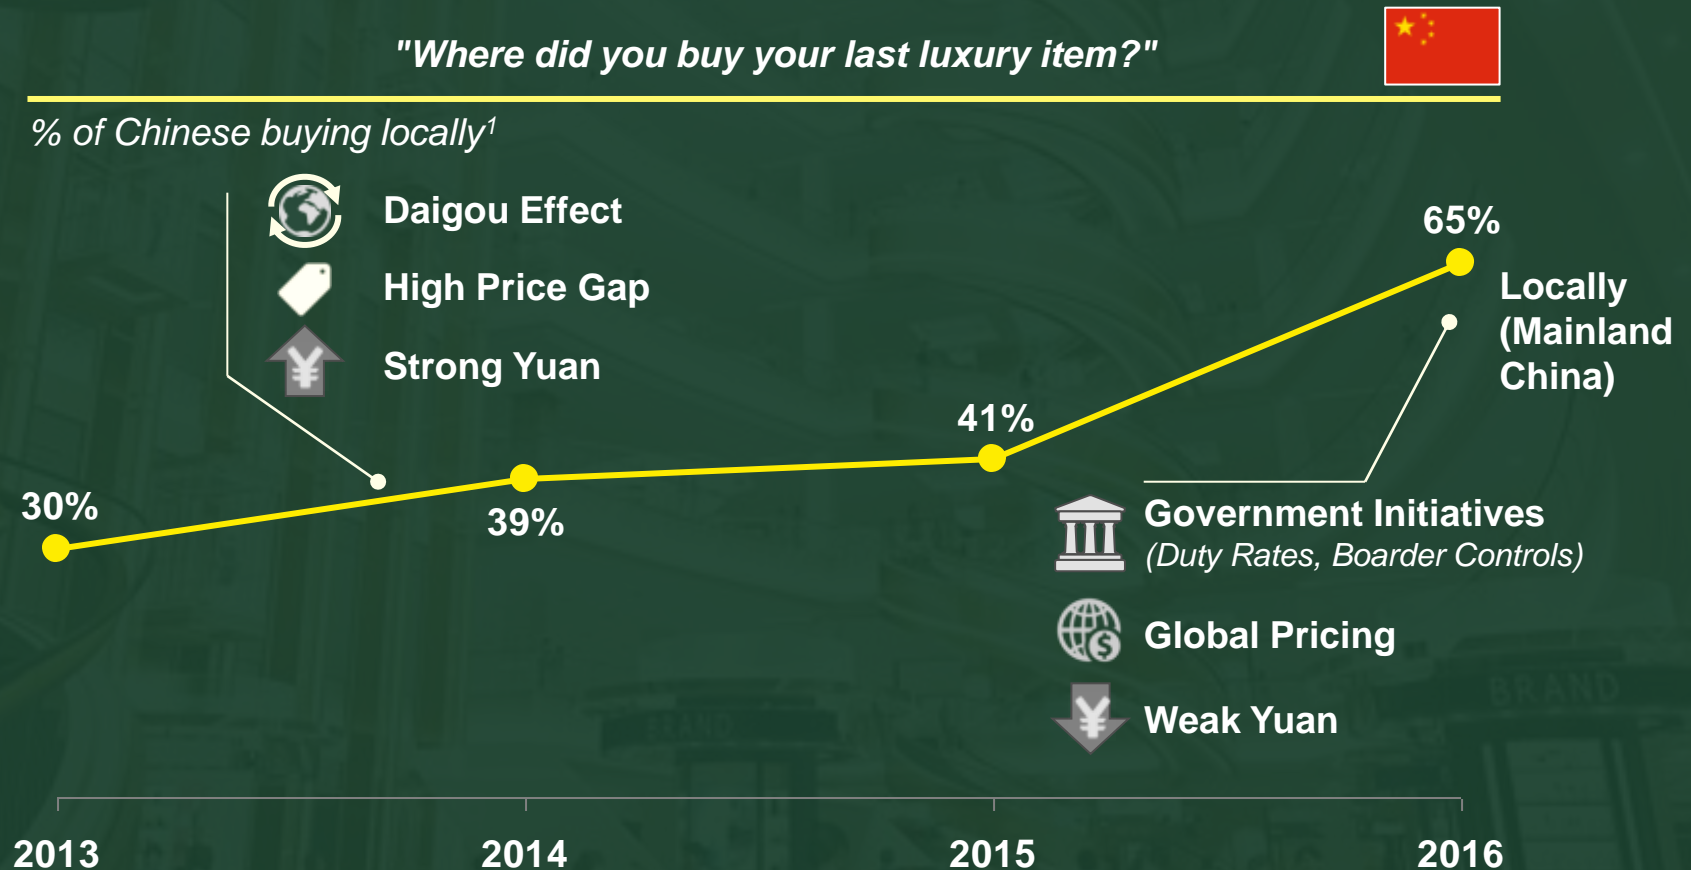 "Where did you buy your last luxury item?"
% of Chinese buying locally1
Daigou Effect
High Price Gap
¥
Strong Yuan
65%
Locally
(Mainland
China)
41%
30%
39%
Government Initiatives
(Duty Rates, Boarder Controls)
$
Global Pricing
¥
Weak Yuan
BRAND
BRAND
2013
2014
2015
2016